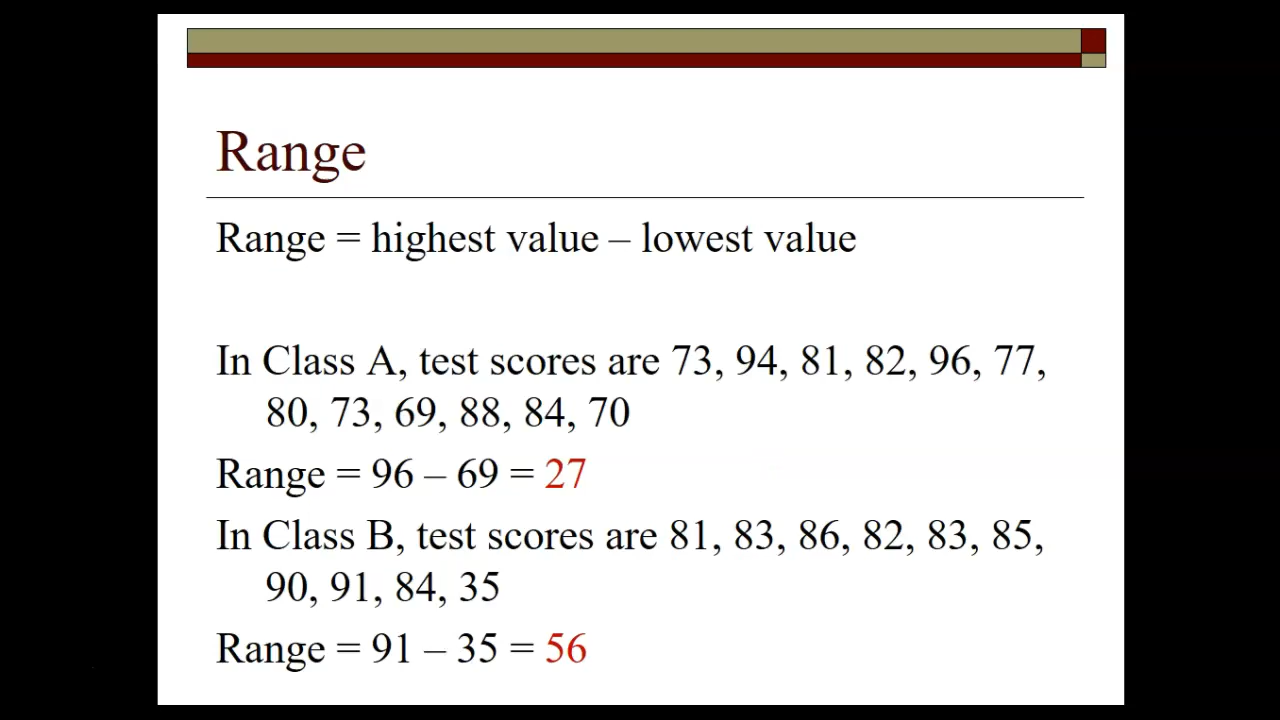 Range
Range = highest value – lowest value
In Class A, test scores are 73, 94, 81, 82, 96, 77,
80, 73, 69, 88, 84, 70
Range = 96 – 69 = 27
In Class B, test scores are 81, 83, 86, 82, 83, 85,
90, 91, 84, 35
Range = 91 – 35 = 56